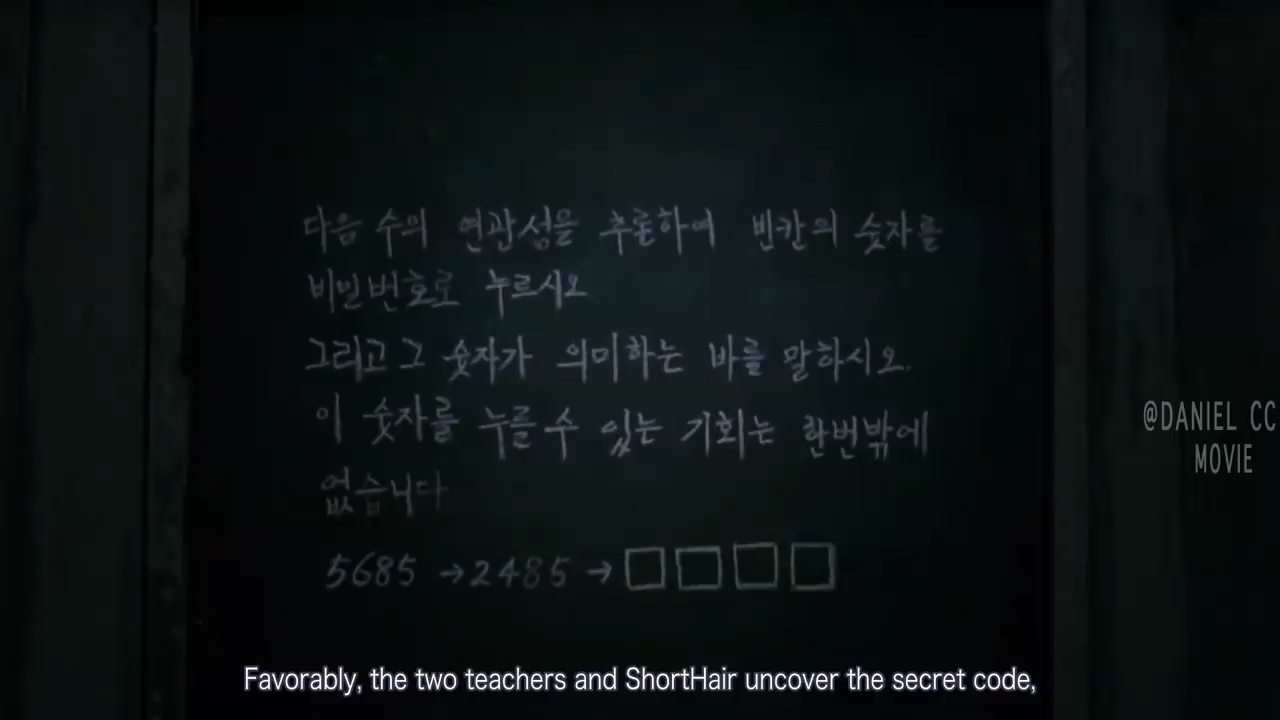 다음 수의 연관성을 추론하여 빈칸의 숫자를
비밀번호로 누르시오
그리고 그 숫자가 의미하는 바를 말하시오.
이 숫자를 누를 수 있는 기회는 한번밖에
없습니다
5685 →2485 → □□□□
@DANIEL CC
MOVIE
Favorably, the two teachers and ShortHair uncover the secret code,